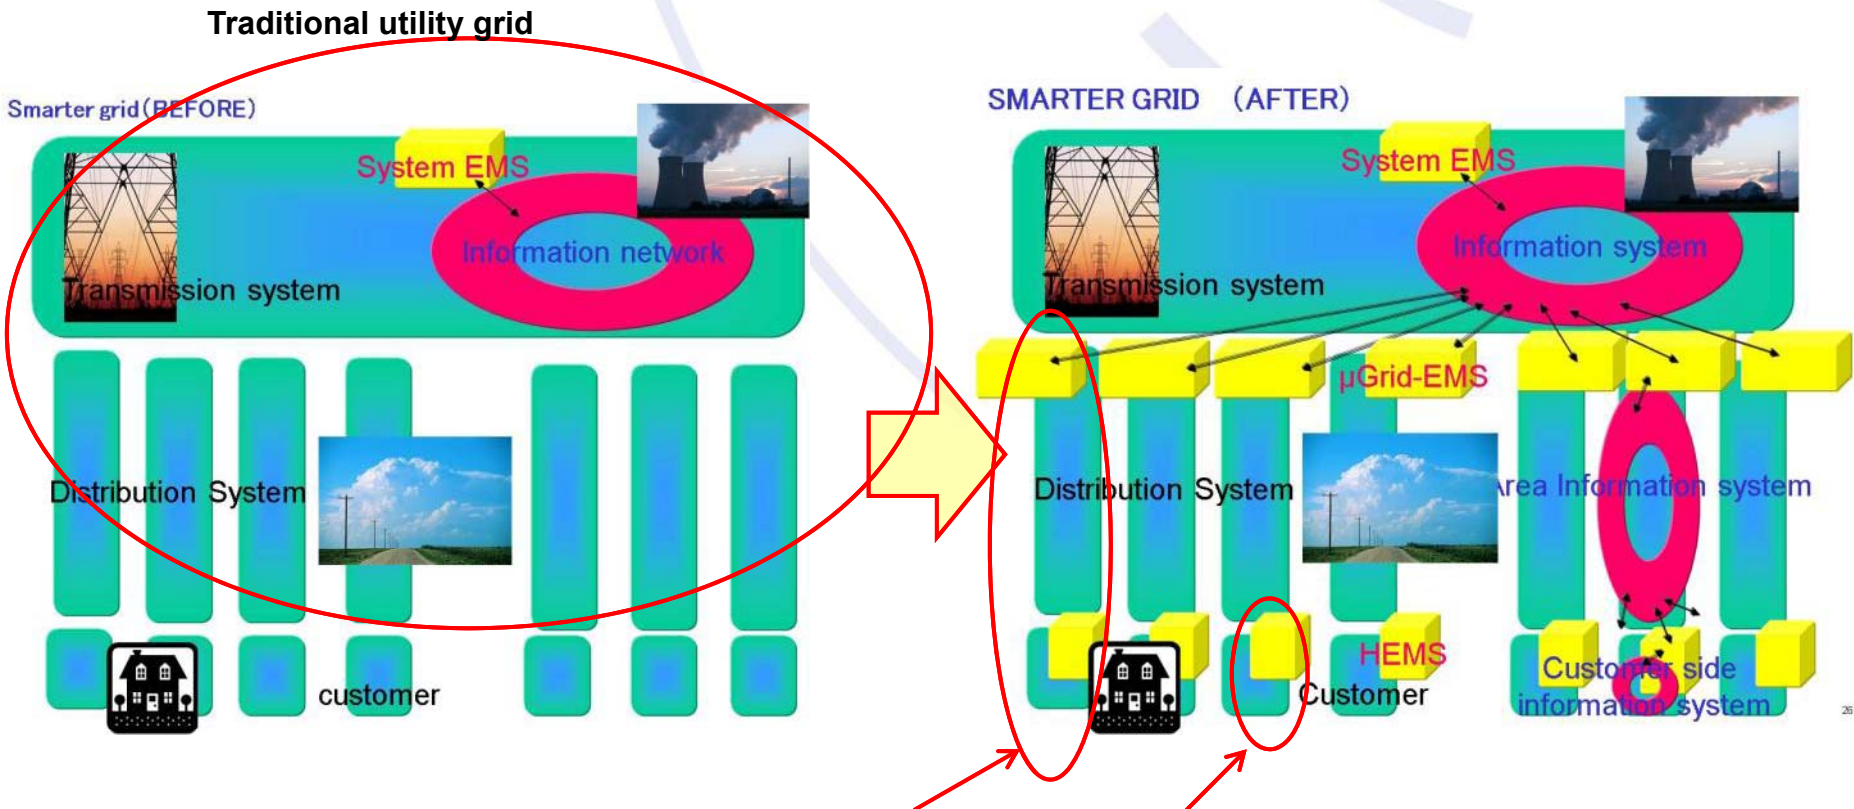 Traditional utility grid
Smarter grid(BEFORE)
System EMS
Information network
Transmission system
Distribution System
customer
SMARTER GRID (AFTER)
System EMS
Information system
Transmission system
μGrid-EMS
Distribution System
Area Information system
HEMS
Customer
Customer side
information system
26